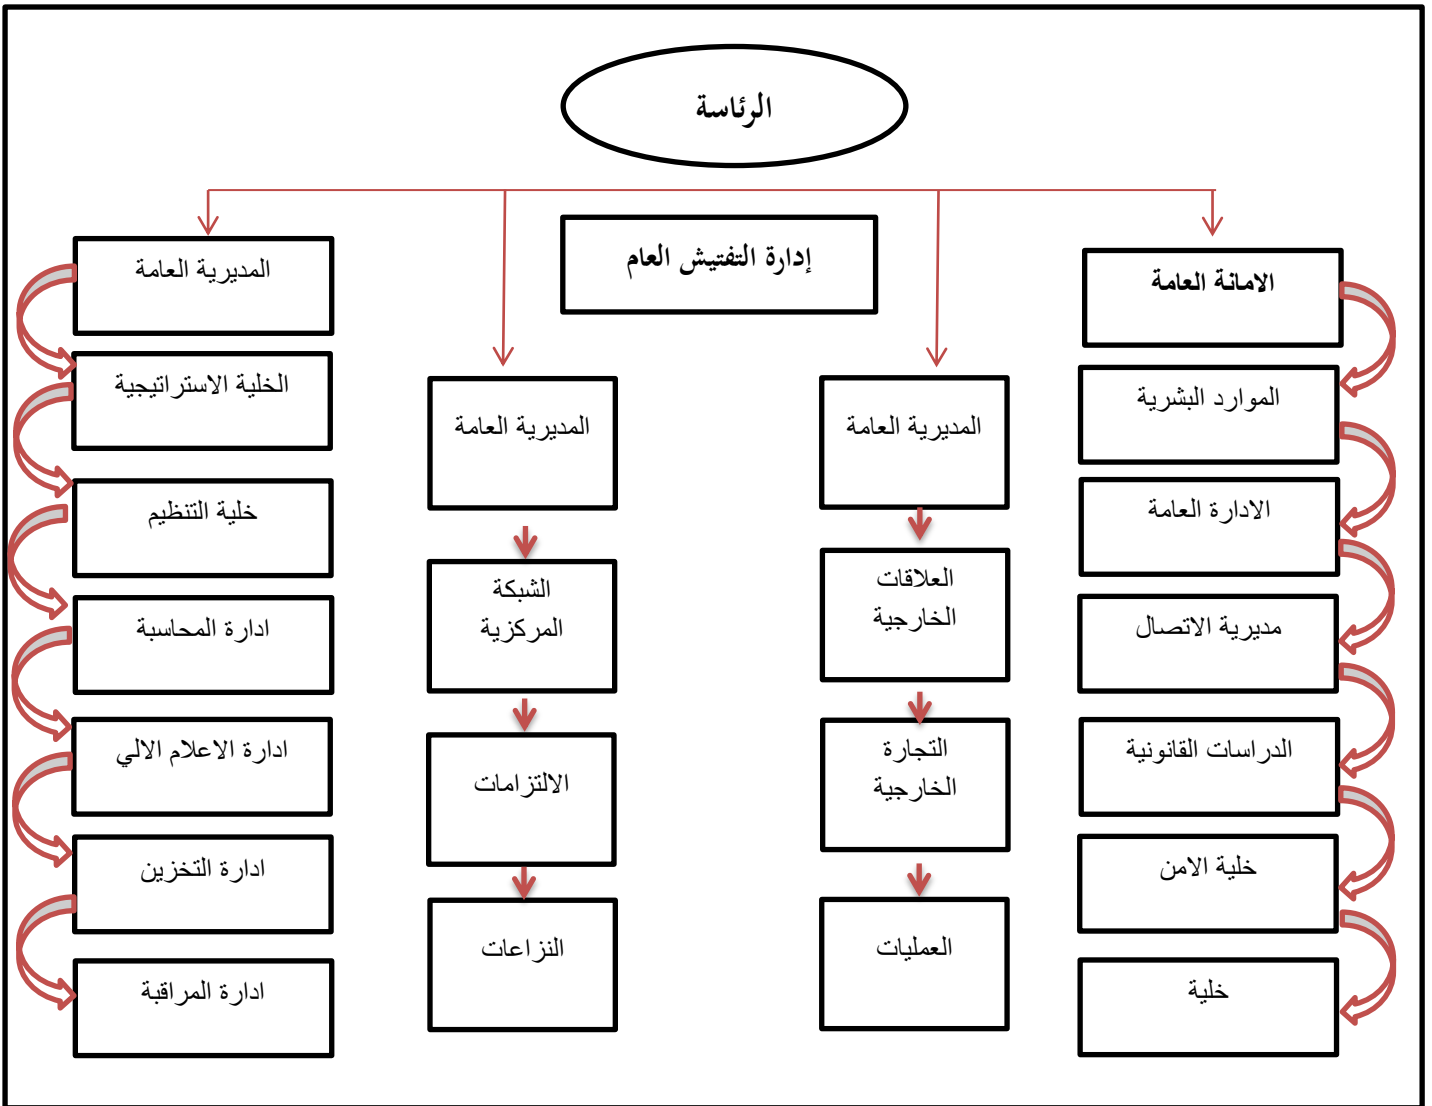 الرئاسة
إدارة التفتيش العام
الامانة العامة
الموارد البشرية
الادارة العامة
مديرية الاتصال
الدراسات القانونية
خلية الامن
خلية
المديرية العامة
العلاقات
الخارجية
التجارة
الخارجية
العمليات
المديرية العامة
الشبكة
المركزية
الالتزامات
النزاعات
المديرية العامة
الخلية الاستراتيجية
خلية التنظيم
ادارة المحاسبة
ادارة الاعلام الالي
ادارة التخزين
ادارة المراقبة